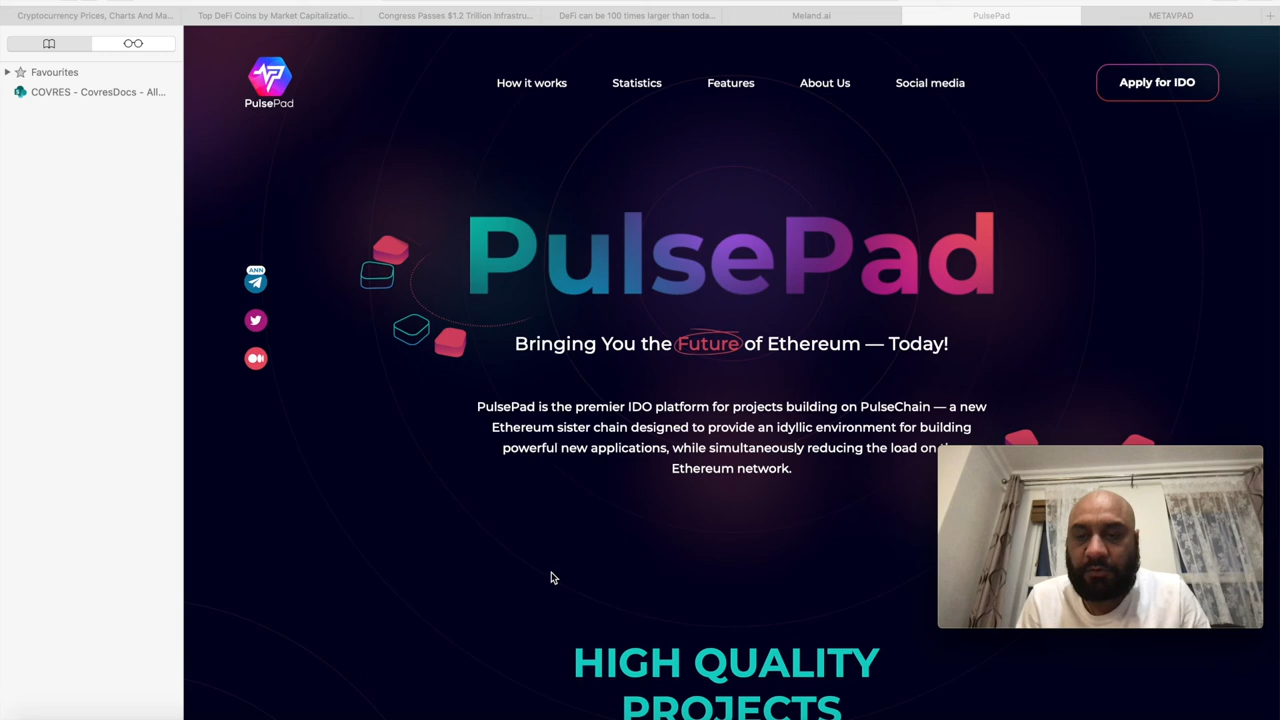 Cryptocurrency Prices, Charts And Ma...
Top DeFi Coins by Market Capitalizatio...
Congress Passes $1.2 Trillion Infrastru...
DeFi can be 100 times larger than toda...
Meland.ai
PulsePad
METAVPAD
Favourites
COVRES - CovresDocs - All...
PulsePad
How it works
Statistics
Features
About Us
Social media
Apply for IDO
PulsePad
ANN
Bringing You the Future of Ethereum — Today!
PulsePad is the premier IDO platform for projects building on PulseChain — a new
Ethereum sister chain designed to provide an idyllic environment for building
powerful new applications, while simultaneously reducing the load on
Ethereum network.
HIGH QUALITY
PROJECTS